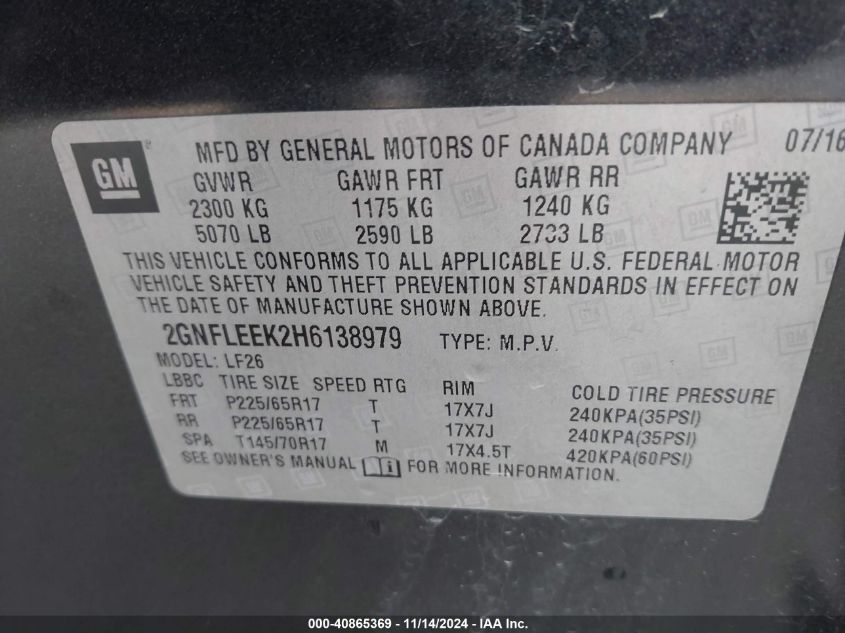 GM MFD BY GENERAL MOTORS OF CANADA COMPANY 07/16
GVWR GAWR FRT GAWR RR
2300 KG 1175 KG 1240 KG
5070 LB 2590 LB 2733 LB
THIS VEHICLE CONFORMS TO ALL APPLICABLE U.S. FEDERAL MOTOR
VEHICLE SAFETY AND THEFT PREVENTION STANDARDS IN EFFECT ON
THE DATE OF MANUFACTURE SHOWN ABOVE.
2GNFLEEK2H6138979 TYPE: M.P.V.
MODEL: LF26
LBBC TIRE SIZE SPEED RTG RIM COLD TIRE PRESSURE
FRT P225/65R17 T 17X7J 240KPA(35PSI)
RR P225/65R17 T 17X7J 240KPA(35PSI)
SPA T145/70R17 M 17X4.5T 420KPA(60PSI)
SEE OWNER'S MANUAL FOR MORE INFORMATION.
000-40865369 - 11/14/2024 - IAA Inc.